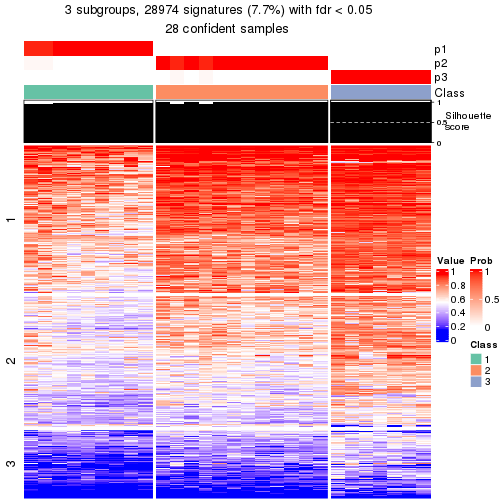 3 subgroups, 28974 signatures (7.7%) with fdr < 0.05
28 confident samples
p1
p2
p3
Class
1
0.5
0
Silhouette
score
1
2
3
Value
1
0.8
0.6
0.4
0.2
0
Prob
1
0.5
0
Class
1
2
3